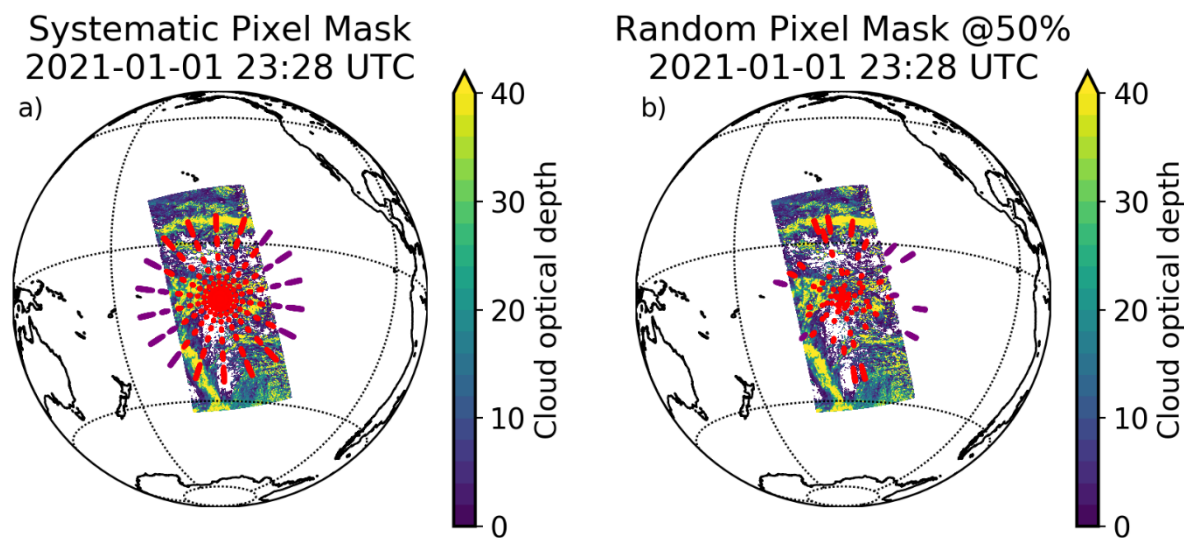 Systematic Pixel Mask
2021-01-01 23:28 UTC
a)
40
30
20
10
0
Cloud optical depth
Random Pixel Mask @50%
2021-01-01 23:28 UTC
b)
40
30
20
10
0
Cloud optical depth